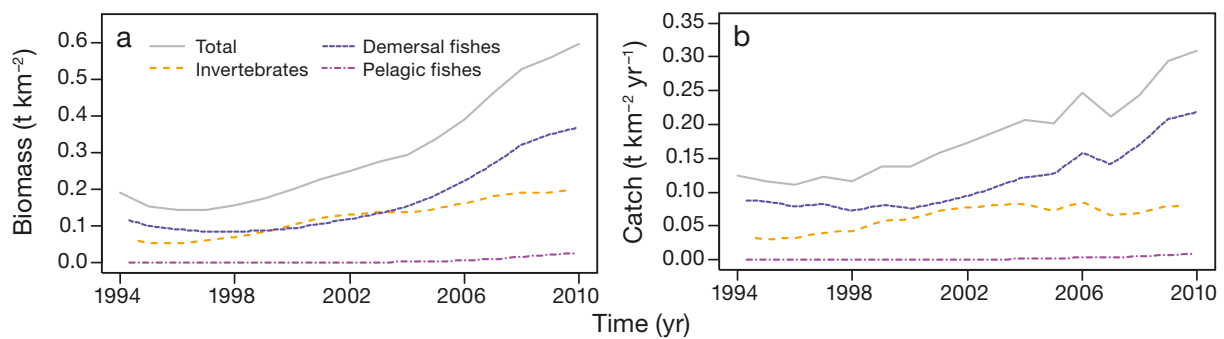 a
Total
Invertebrates
Demersal fishes
Pelagic fishes
Biomass (t km⁻²)
0.6
0.5
0.4
0.3
0.2
0.1
0.0
1994 1998 2002 2006 2010
b
Catch (t km⁻² yr⁻¹)
0.35
0.30
0.25
0.20
0.15
0.10
0.05
0.00
1994 1998 2002 2006 2010
Time (yr)